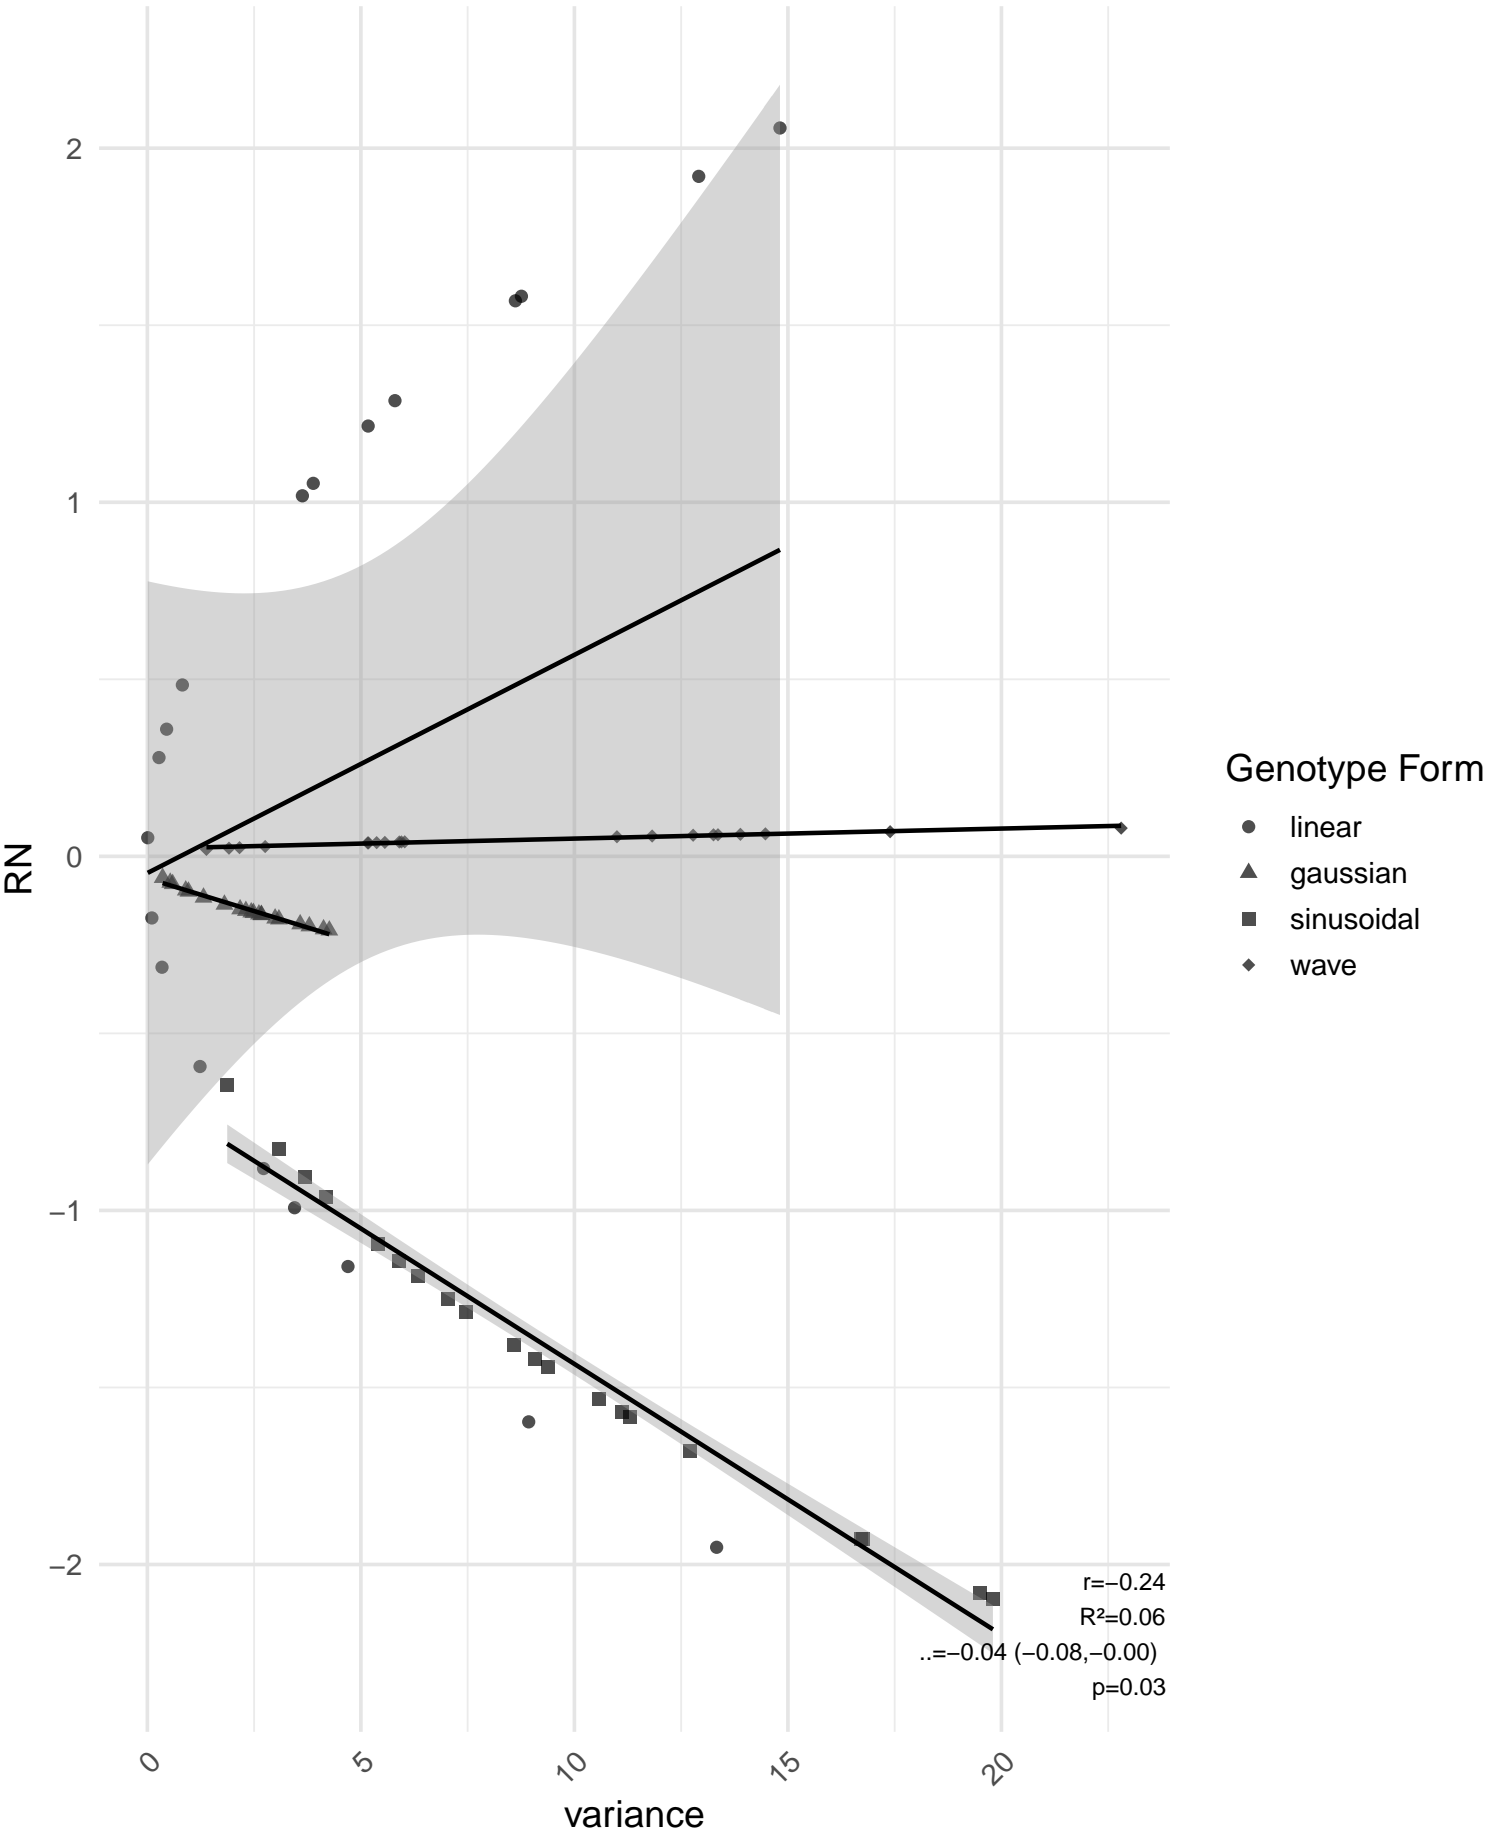 2
1
0
−1
−2
RN
0
5
10
15
20
variance
Genotype Form
linear
gaussian
sinusoidal
wave
r=−0.24
R²=0.06
..=−0.04 (−0.08,−0.00)
p=0.03